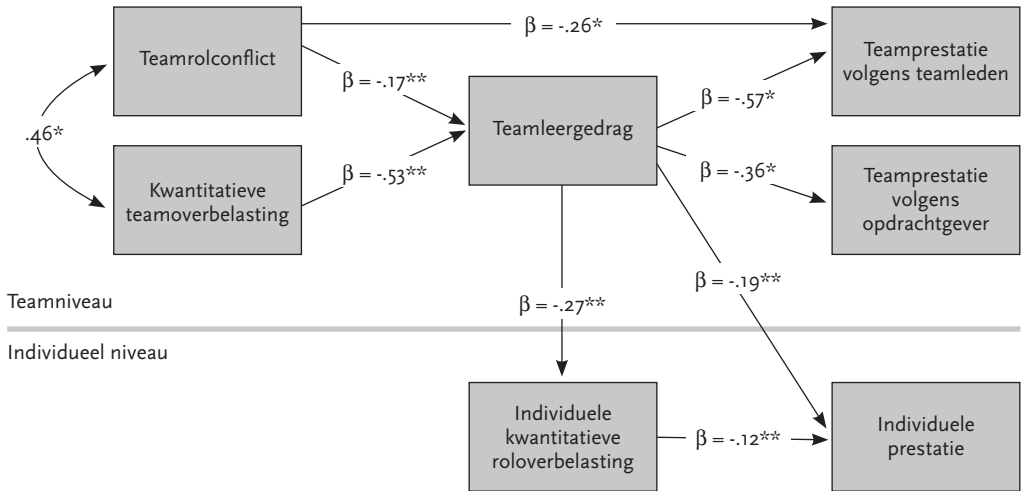 Teamrolconflict
β = -.26*
Teamprestatie
volgens teamleden
β = -.17**
Teamleergedrag
β = -.57*
.46*
β = -.53**
β = -.36*
Kwantitatieve
teamoverbelasting
Teamprestatie
volgens
opdrachtgever
β = -.19**
Teamniveau
β = -.27**
Individueel niveau
Individuele
kwantitatieve
roloverbelasting
β = -.12**
Individuele
prestatie